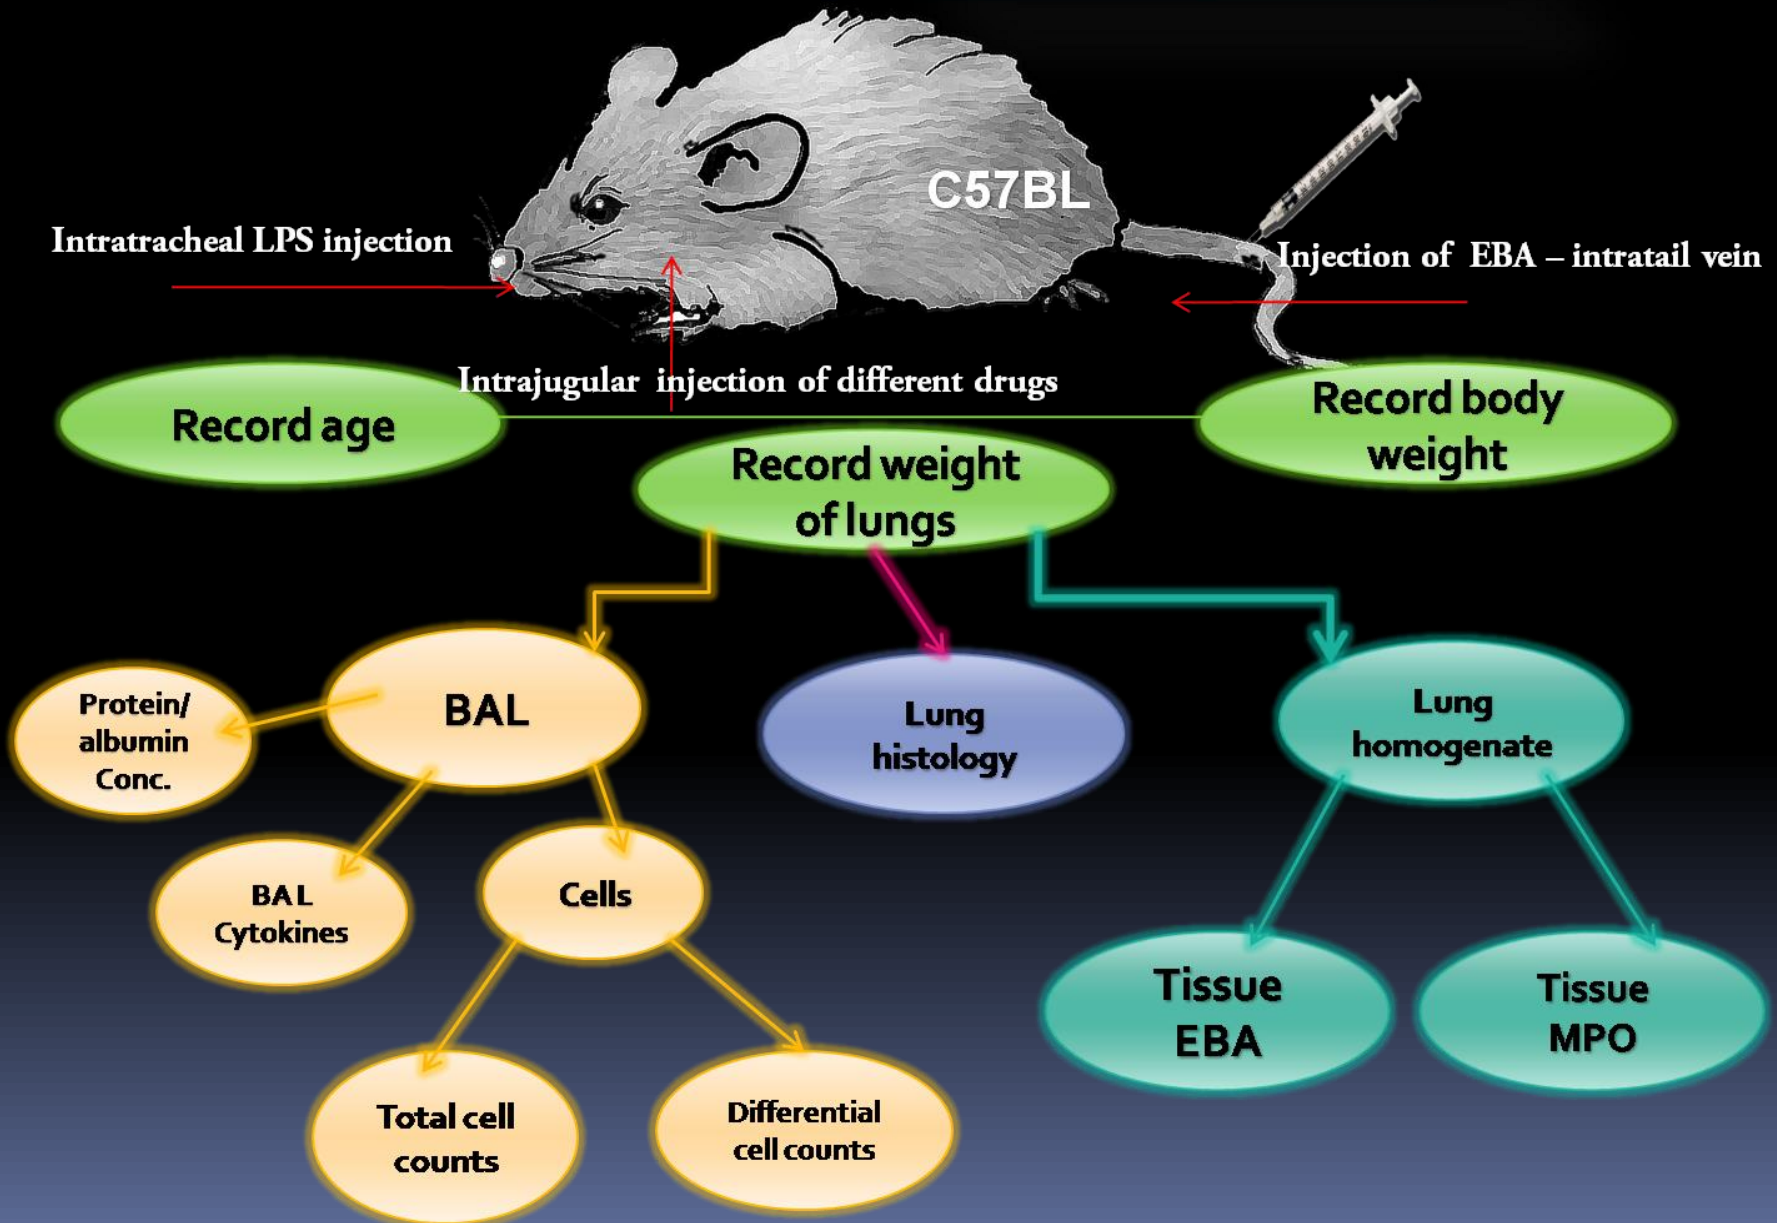 C57BL
Intratracheal LPS injection
Injection of EBA – intratail vein
Intrajugular injection of different drugs
Record age
Record body
weight
Record weight
of lungs
Protein/
albumin
Conc.
BAL
Lung
histology
Lung
homogenate
BAL
Cytokines
Cells
Tissue
EBA
Tissue
MPO
Total cell
counts
Differential
cell counts